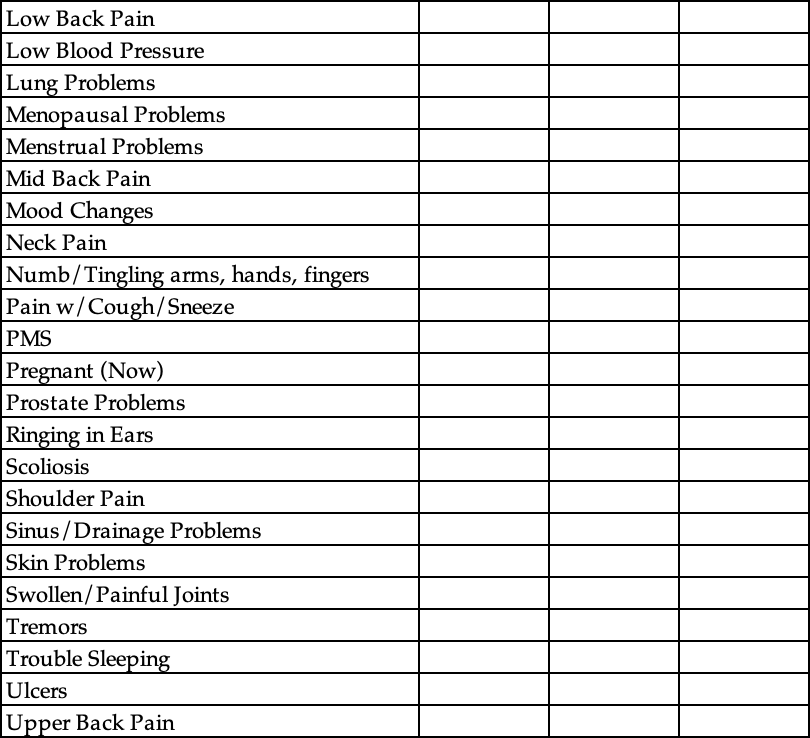 Low Back Pain
Low Blood Pressure
Lung Problems
Menopausal Problems
Menstrual Problems
Mid Back Pain
Mood Changes
Neck Pain
Numb/Tingling arms, hands, fingers
Pain w/Cough/Sneeze
PMS
Pregnant (Now)
Prostate Problems
Ringing in Ears
Scoliosis
Shoulder Pain
Sinus/Drainage Problems
Skin Problems
Swollen/Painful Joints
Tremors
Trouble Sleeping
Ulcers
Upper Back Pain